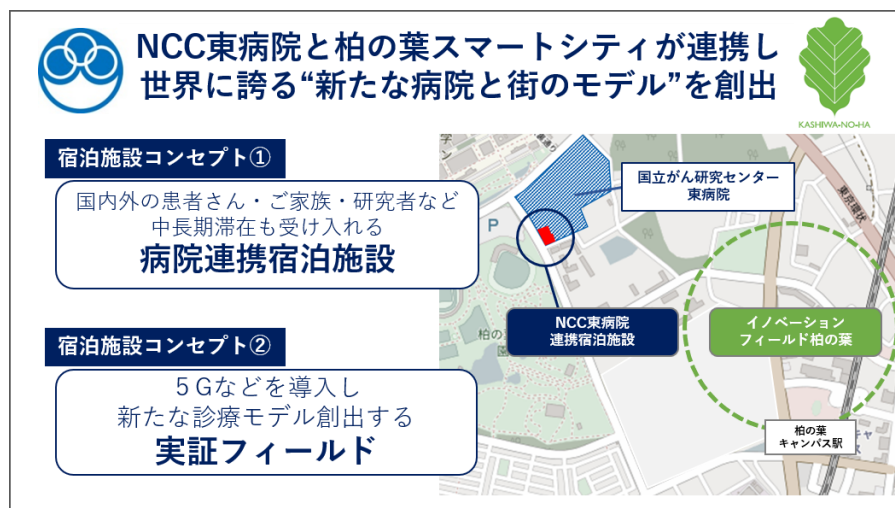 NCC東病院と柏の葉スマートシティが連携し
世界に誇る“新たな病院と街のモデル”を創出
KASHIWA-NO-HA
宿泊施設コンセプト①
国内外の患者さん・ご家族・研究者など
中長期滞在も受け入れる
病院連携宿泊施設
宿泊施設コンセプト②
5Gなどを導入し
新たな診療モデル創出する
実証フィールド
国立がん研究センター
東病院
P
東京環状
NCC東病院
連携宿泊施設
イノベーション
フィールド柏の葉
柏の葉
柏の葉
キャンパス駅